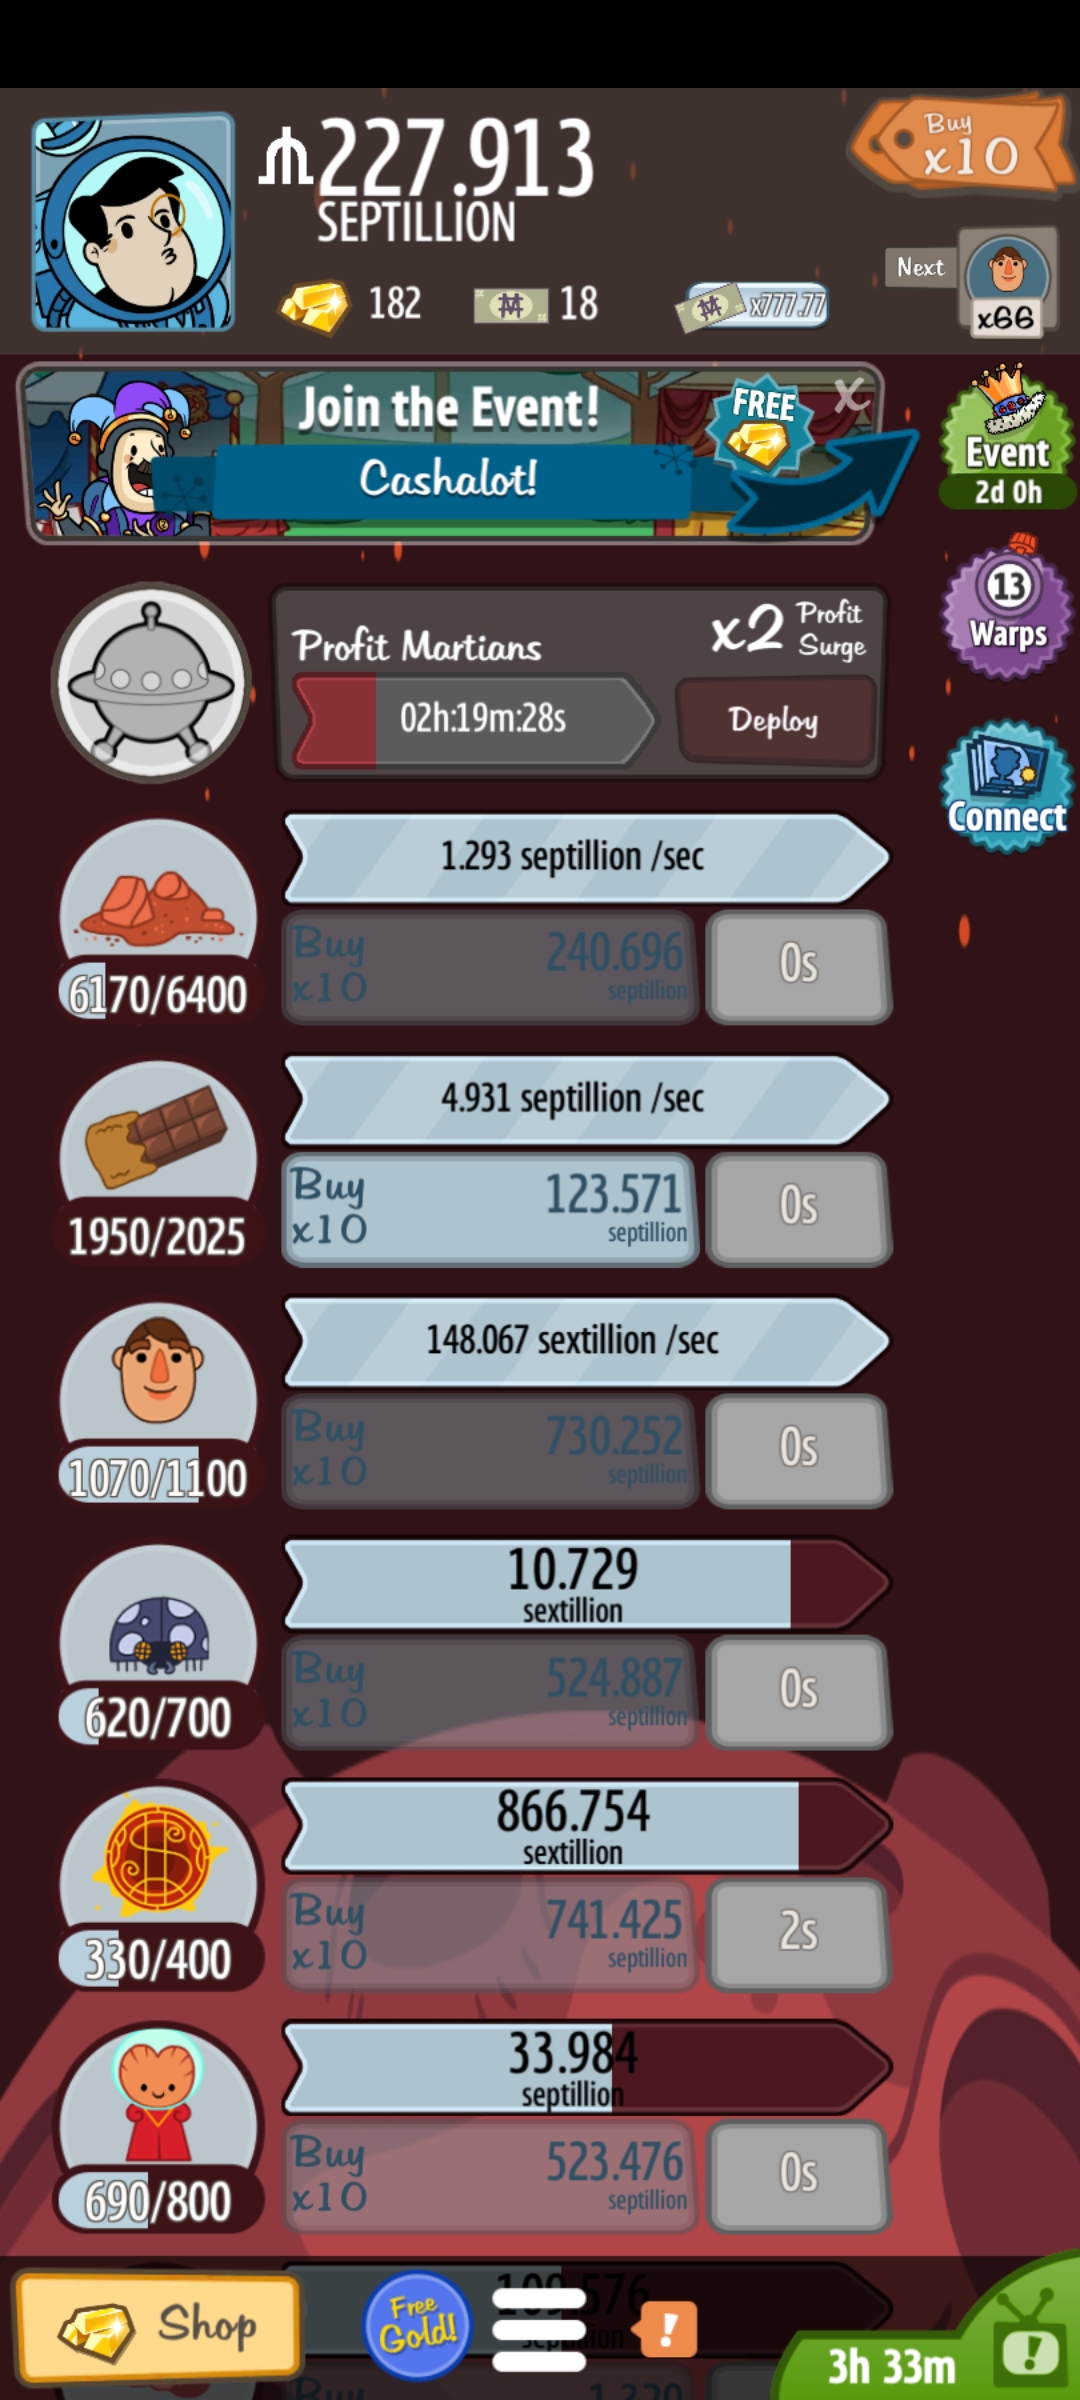 227.913
SEPTILLION
Buy
x10
182
18
x777.77
Next
x66
Join the Event!
Cashalot!
FREE
X
Event
2d 0h
13
Warps
Connect
Profit Martians
x2 Profit Surge
02h:19m:28s
Deploy
1.293 septillion /sec
Buy 240.696
x10 septillion
0s
6170/6400
4.931 septillion /sec
Buy 123.571
x10 septillion
0s
1950/2025
148.067 sextillion /sec
Buy 730.252
x10 septillion
0s
1070/1100
10.729
sextillion
Buy 524.887
x10 septillion
0s
620/700
866.754
sextillion
Buy 741.425
x10 septillion
2s
330/400
33.984
septillion
Buy 523.476
x10 septillion
0s
690/800
Shop
Free
Gold!
!
3h 33m
!